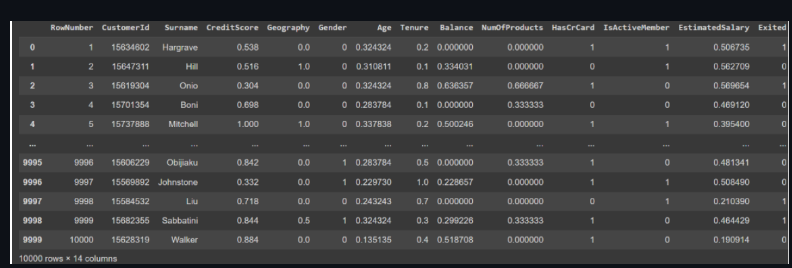 RowNumber CustomerId Surname CreditScore Geography Gender Age Tenure Balance NumOfProducts HasCrCard IsActiveMember EstimatedSalary Exited
0 1 15634602 Hargrave 0.538 0.0 0 0.324324 0.2 0.000000 0.000000 1 1 0.506735 1
1 2 15647311 Hill 0.516 1.0 0 0.310811 0.1 0.334031 0.000000 0 1 0.562709 0
2 3 15619304 Onio 0.304 0.0 0 0.324324 0.8 0.636357 0.666667 1 0 0.569654 1
3 4 15701354 Boni 0.698 0.0 0 0.283784 0.1 0.000000 0.333333 0 0 0.469120 0
4 5 15737888 Mitchell 1.000 1.0 0 0.337838 0.2 0.500246 0.000000 1 1 0.395400 0
... ... ... ... ... ... ... ... ... ... ... ... ... ... ...
9995 9996 15606229 Obijiaku 0.842 0.0 1 0.283784 0.5 0.000000 0.333333 1 0 0.481341 0
9996 9997 15569892 Johnstone 0.332 0.0 1 0.229730 1.0 0.228657 0.000000 1 1 0.508490 0
9997 9998 15584532 Liu 0.718 0.0 0 0.243243 0.7 0.000000 0.000000 0 1 0.210390 1
9998 9999 15682355 Sabbatini 0.844 0.5 1 0.324324 0.3 0.299226 0.333333 1 0 0.464429 1
9999 10000 15628319 Walker 0.884 0.0 0 0.135135 0.4 0.518708 0.000000 1 0 0.190914 0
10000 rows × 14 columns